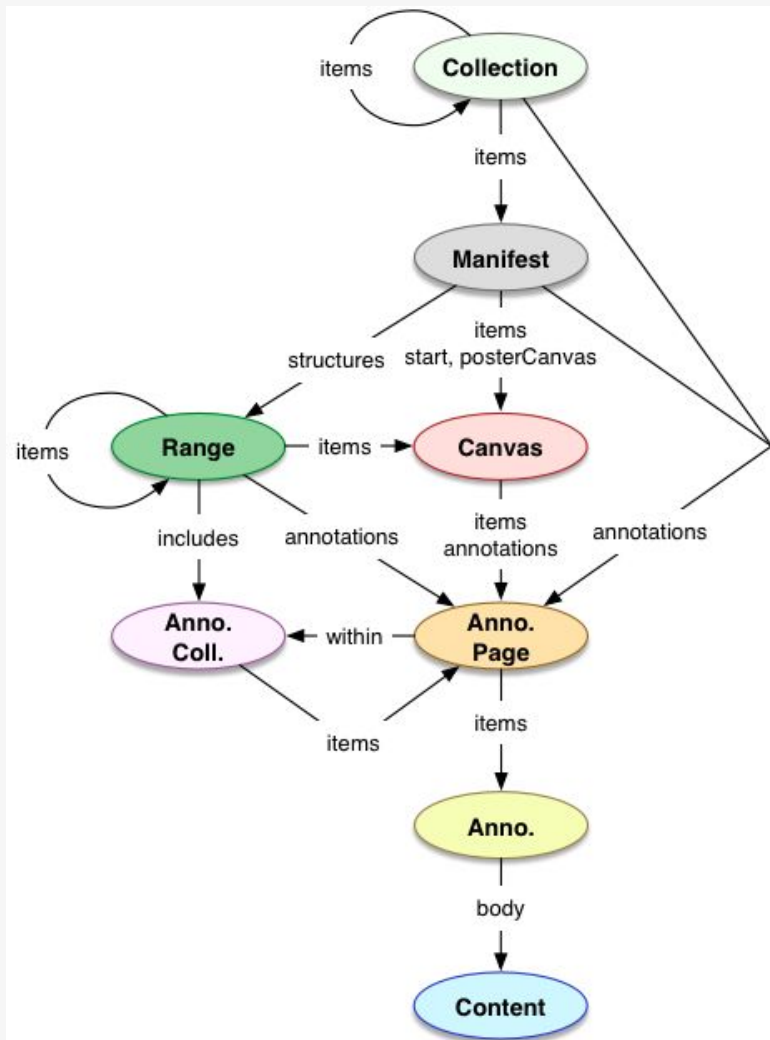 items
Collection
items
Manifest
items
start, posterCanvas
structures
items
Range
items
Canvas
includes
annotations
items
annotations
annotations
Anno.
Coll.
within
Anno.
Page
items
items
Anno.
body
Content